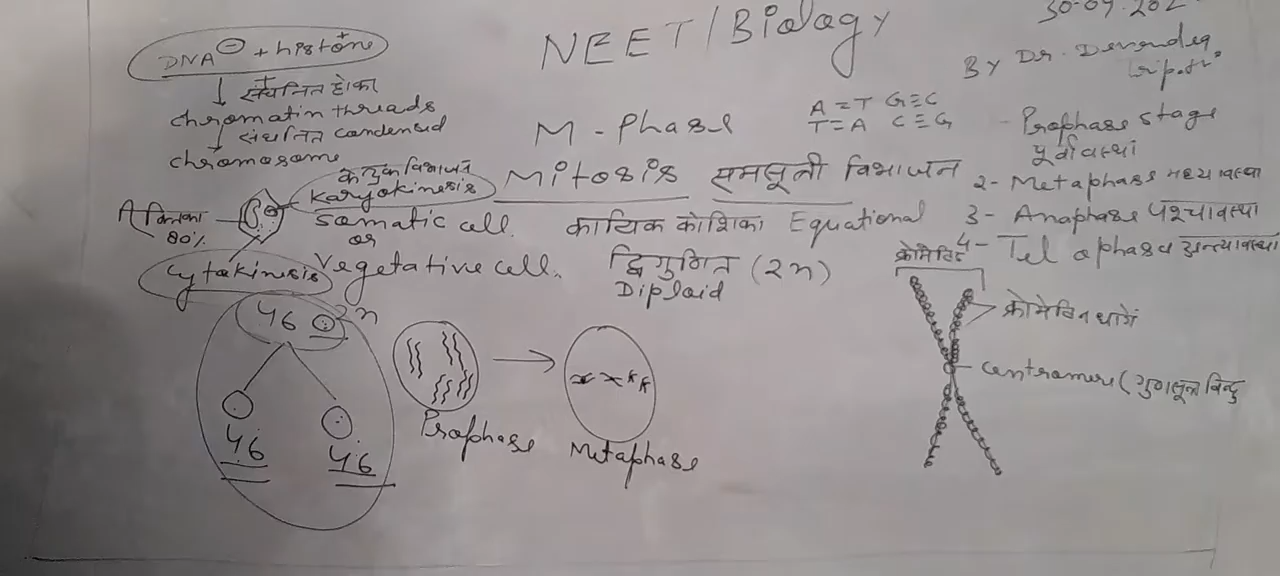 30-09-202
NEET/Biology
By Dr. Devendra
DNA⊖ + histone+
संघनित होकर
chromatin threads
संघनित condensed
chromosome
M-Phase
A=T G≡C
T=A C≡G
- Prophase stage
पूर्वावस्था
केन्द्रक विभाजन
Karyokinesis
Mitosis समसूत्री विभाजन
2- Metaphase मध्यावस्था
80%
Somatic cell
or
Vegetative cell.
कायिक कोशिका Equational
3- Anaphase पश्चावस्था
4- Telophase अन्त्यावस्था
Cytokinesis
द्विगुणित (2n)
Diploid
क्रोमेटिड
46 2n
46
46
Prophase
Metaphase
क्रोमेटिन धागे
Centromere (गुणसूत्र बिन्दु